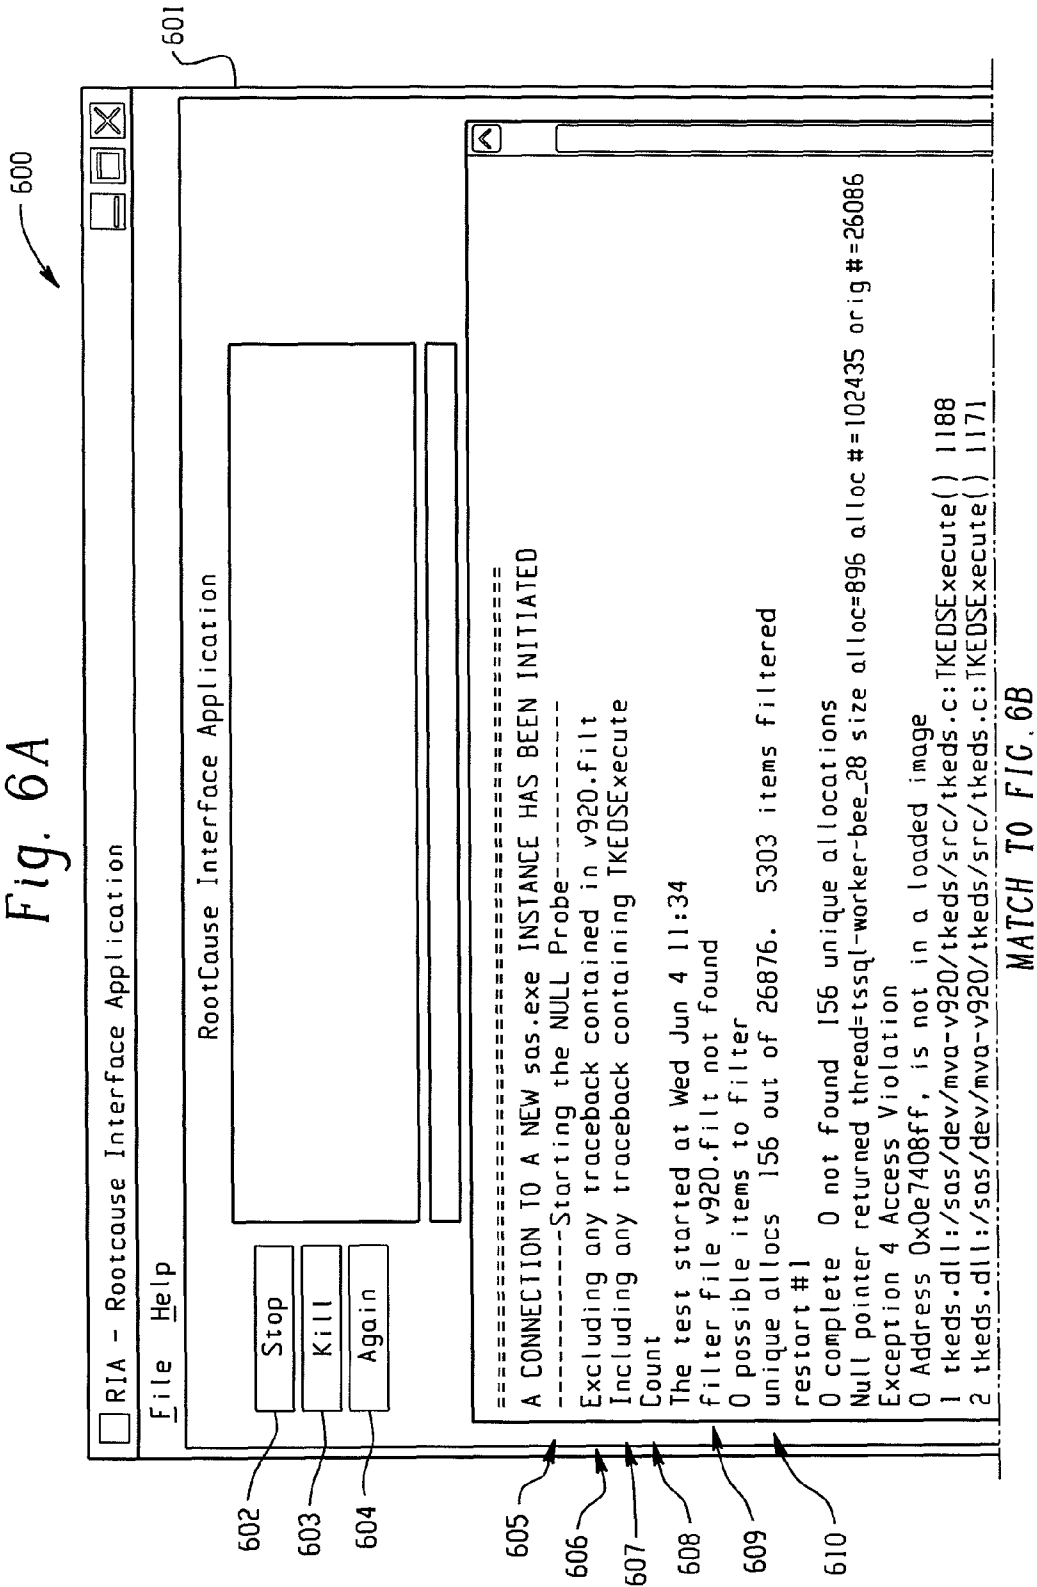 Fig. 6A
600
601
RIA - Rootcause Interface Application
File Help
RootCause Interface Application
602
Stop
603
Kill
604
Again
==========================================
A CONNECTION TO A NEW sas.exe INSTANCE HAS BEEN INITIATED
605
------------Starting the NULL Probe------------
606
Excluding any traceback contained in v920.filt
607
Including any traceback containing TKEDSExecute
608
Count
The test started at Wed Jun 4 11:34
609
filter file v920.filt not found
0 possible items to filter
610
unique allocs 156 out of 26876. 5303 items filtered
restart #1
0 complete 0 not found 156 unique allocations
Null pointer returned thread=tssql-worker-bee_28 size alloc=896 alloc #=102435 orig #=26086
Exception 4 Access Violation
0 Address 0x0e7408ff, is not in a loaded image
1 tkeds.dll:/sas/dev/mva-v920/tkeds/src/tkeds.c:TKEDSExecute() 1188
2 tkeds.dll:/sas/dev/mva-v920/tkeds/src/tkeds.c:TKEDSExecute() 1171
MATCH TO FIG. 6B